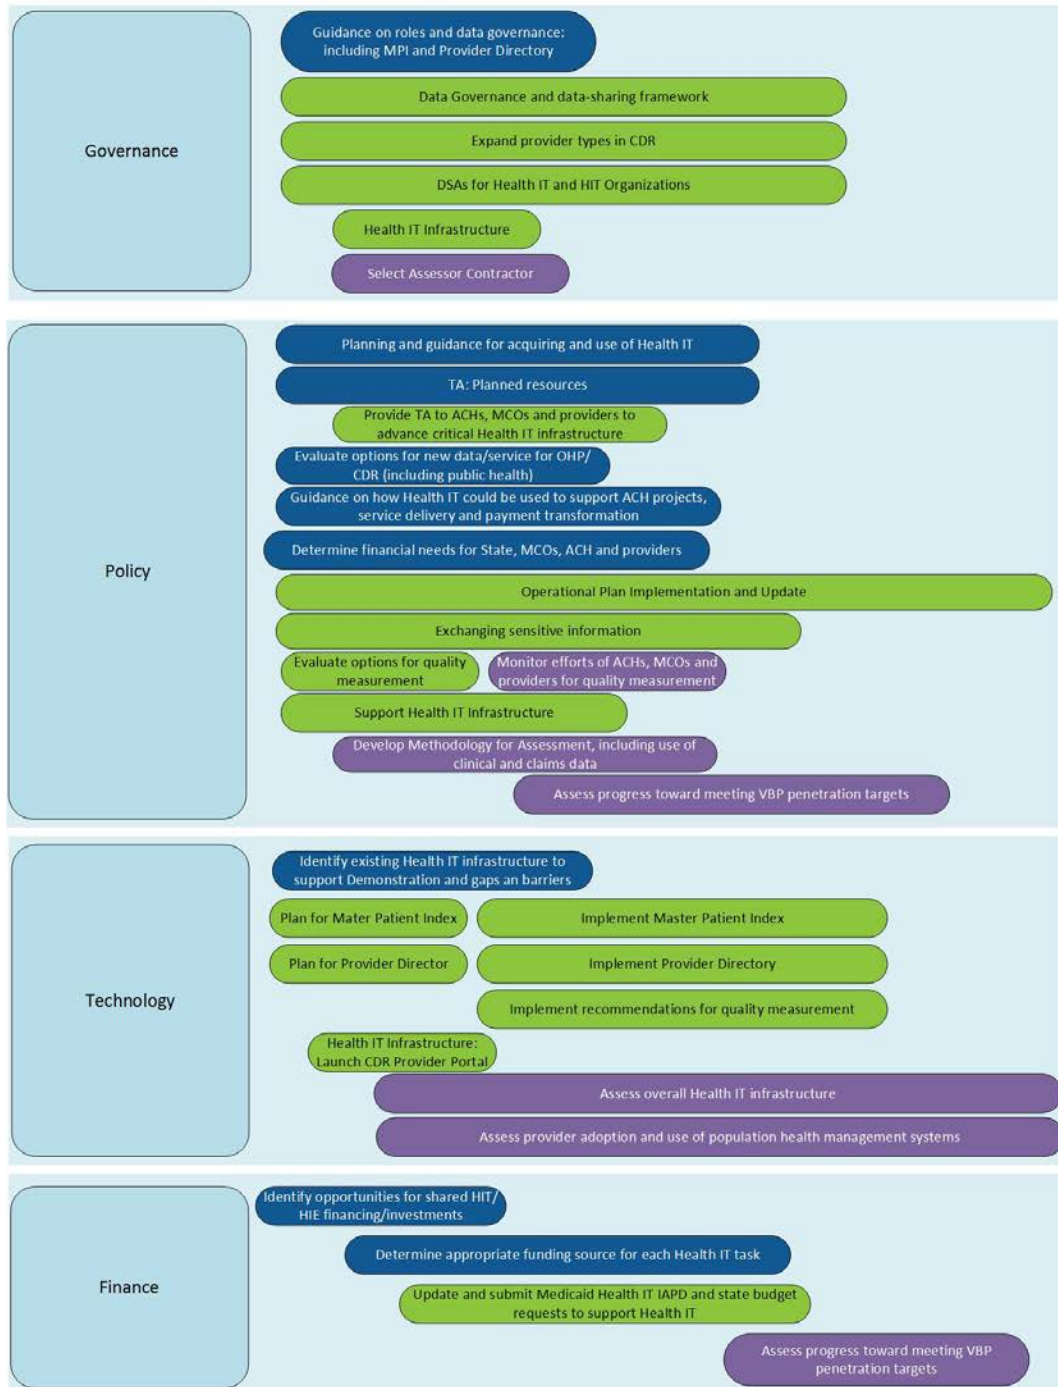 Governance
Guidance on roles and data governance:
including MPI and Provider Directory
Data Governance and data-sharing framework
Expand provider types in CDR
DSAs for Health IT and HIT Organizations
Health IT Infrastructure
Select Assessor Contractor
Policy
Planning and guidance for acquiring and use of Health IT
TA: Planned resources
Provide TA to ACHs, MCOs and providers to
advance critical Health IT infrastructure
Evaluate options for new data/service for OHP/
CDR (including public health)
Guidance on how Health IT could be used to support ACH projects,
service delivery and payment transformation
Determine financial needs for State, MCOs, ACH and providers
Operational Plan Implementation and Update
Exchanging sensitive information
Evaluate options for quality
measurement
Monitor efforts of ACHs, MCOs and
providers for quality measurement
Support Health IT Infrastructure
Develop Methodology for Assessment, including use of
clinical and claims data
Assess progress toward meeting VBP penetration targets
Technology
Identify existing Health IT infrastructure to
support Demonstration and gaps an barriers
Plan for Mater Patient Index
Implement Master Patient Index
Plan for Provider Director
Implement Provider Directory
Implement recommendations for quality measurement
Health IT Infrastructure:
Launch CDR Provider Portal
Assess overall Health IT infrastructure
Assess provider adoption and use of population health management systems
Finance
Identify opportunities for shared HIT/
HIE financing/investments
Determine appropriate funding source for each Health IT task
Update and submit Medicaid Health IT IAPD and state budget
requests to support Health IT
Assess progress toward meeting VBP
penetration targets